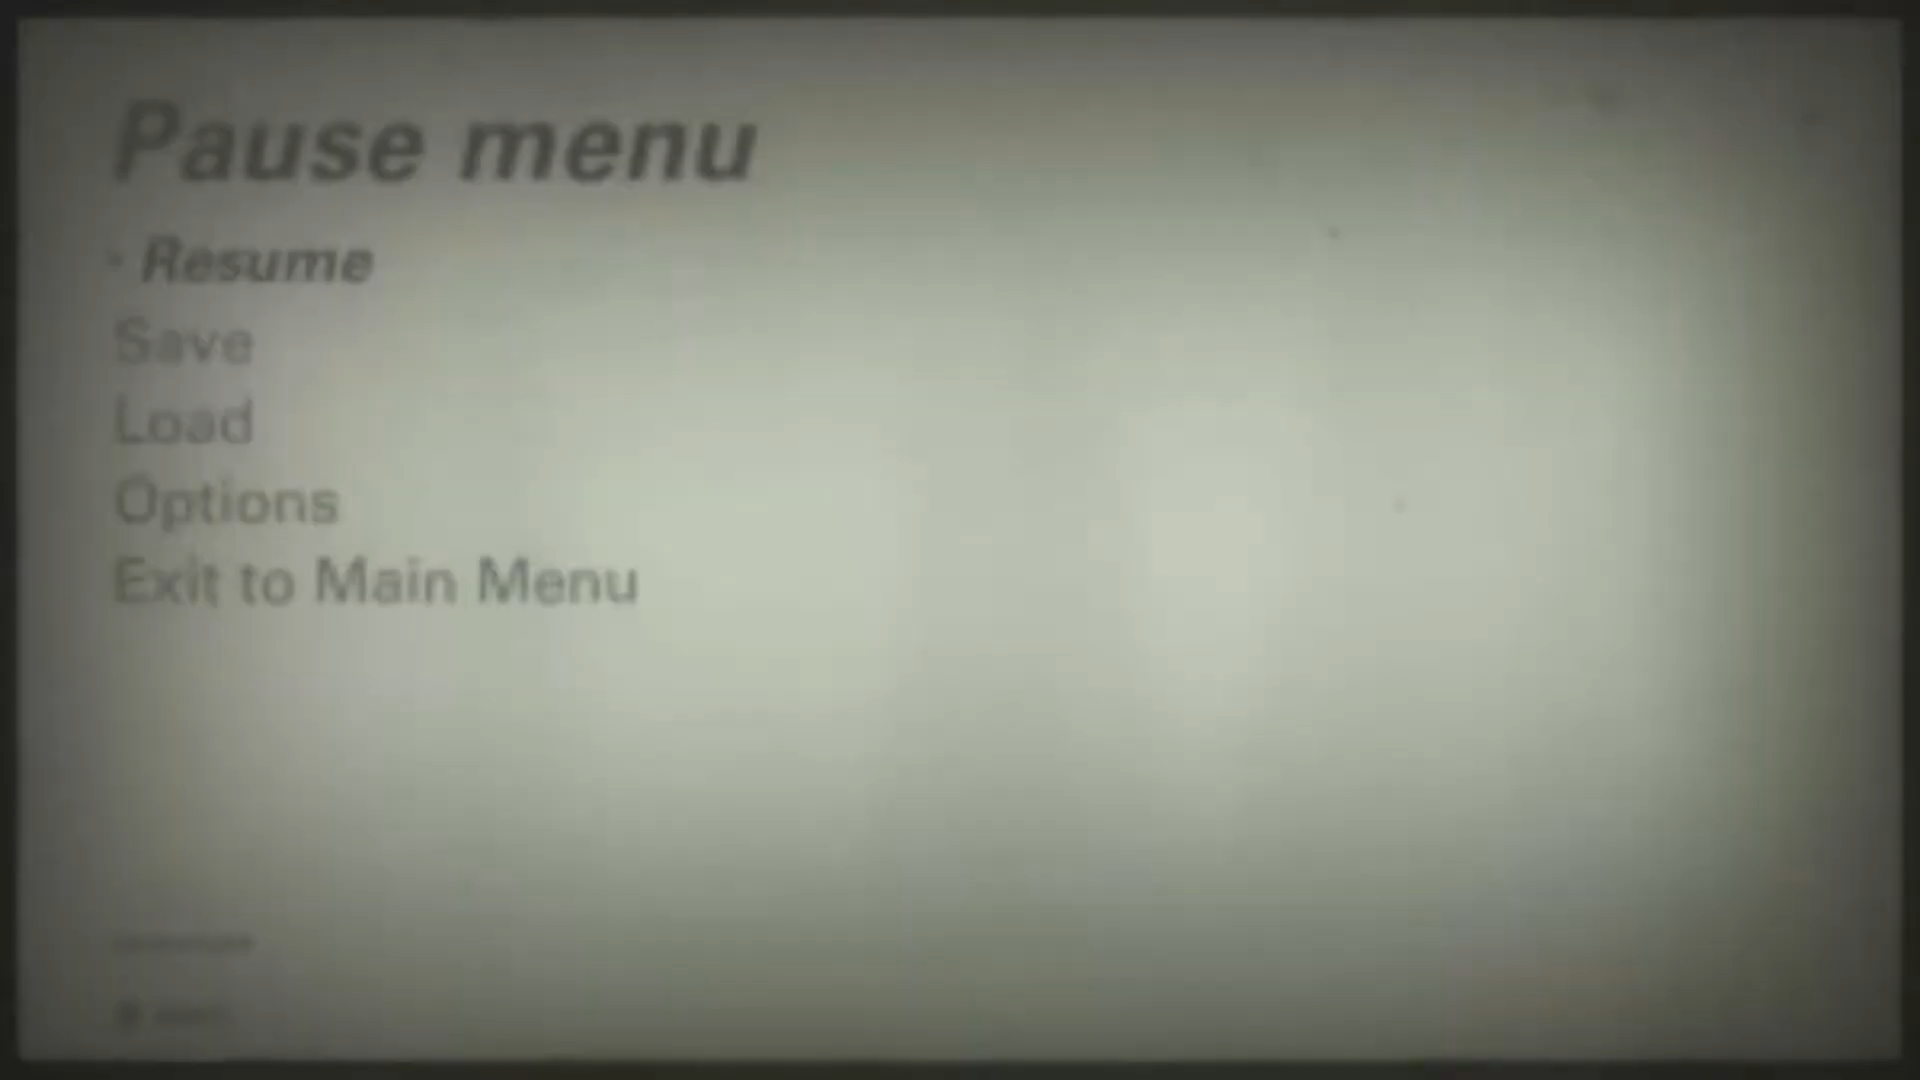 Pause menu
· Resume
Save
Load
Options
Exit to Main Menu